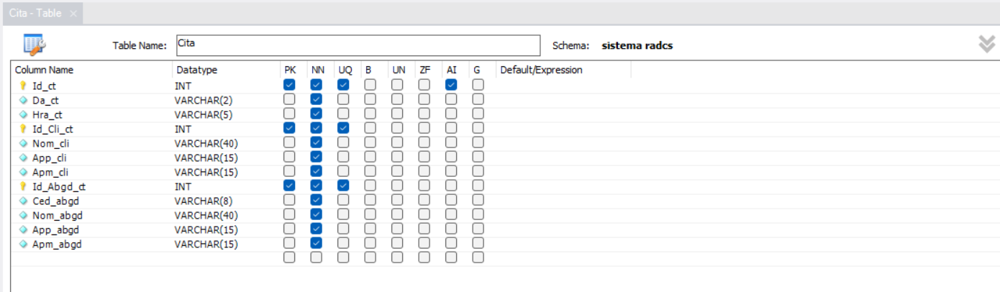 Cita - Table ×
Table Name: Cita Schema: sistema radcs
Column Name Datatype PK NN UQ B UN ZF AI G Default/Expression
Id_ct INT
Da_ct VARCHAR(2)
Hra_ct VARCHAR(5)
Id_Cli_ct INT
Nom_cli VARCHAR(40)
App_cli VARCHAR(15)
Apm_cli VARCHAR(15)
Id_Abgd_ct INT
Ced_abgd VARCHAR(8)
Nom_abgd VARCHAR(40)
App_abgd VARCHAR(15)
Apm_abgd VARCHAR(15)